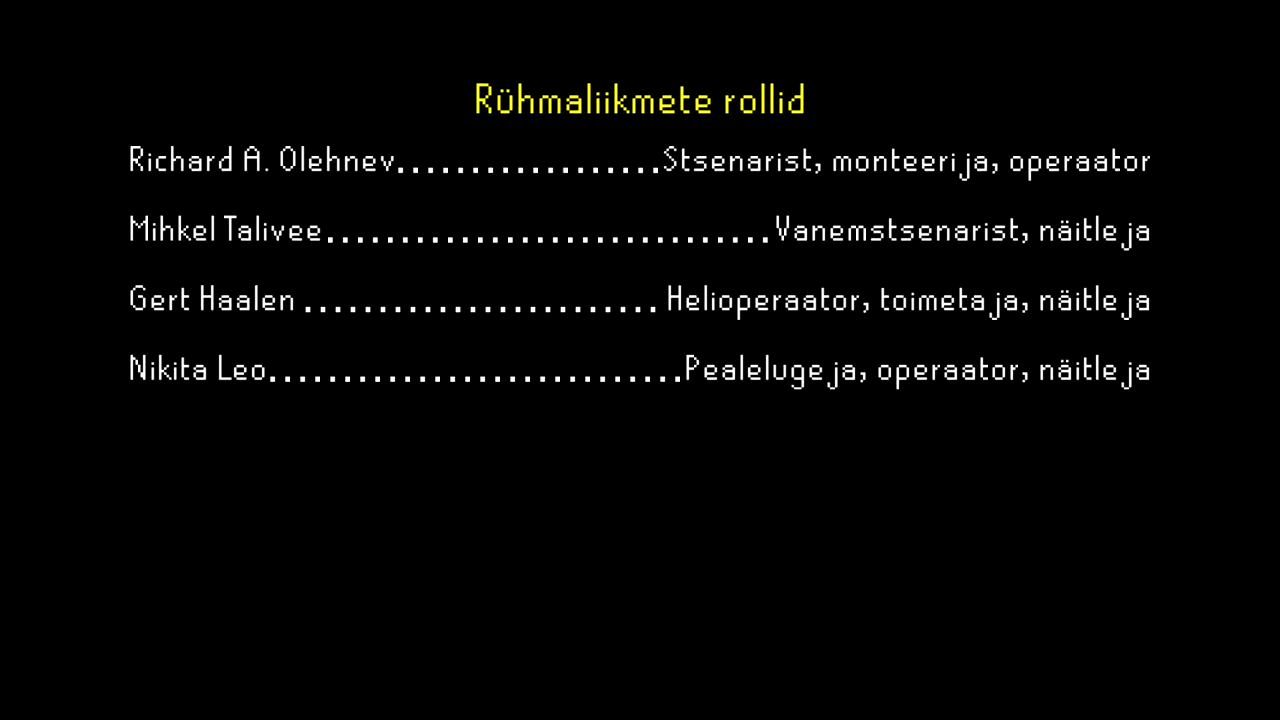 Rühmaliikmete rollid
Richard A. Olehnev.................Stsenarist, monteerija, operaator
Mihkel Talivee............................Vanemstsenarist, näitleja
Gert Haalen ....................... Helioperaator, toimetaja, näitleja
Nikita Leo..........................Pealelugeja, operaator, näitleja